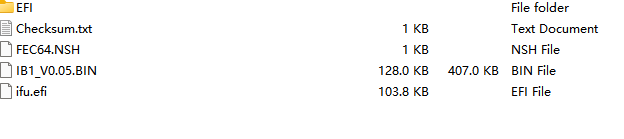 EFI File folder
Checksum.txt 1 KB Text Document
FEC64.NSH 1 KB NSH File
IB1_V0.05.BIN 128.0 KB 407.0 KB BIN File
ifu.efi 103.8 KB EFI File